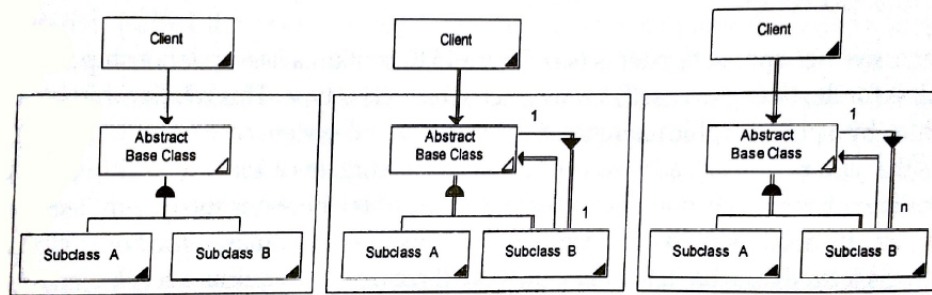 Client
Abstract
Base Class
Subclass A
Subclass B
Client
1
Abstract
Base Class
1
Subclass A
Subclass B
Client
1
Abstract
Base Class
n
Subclass A
Subclass B